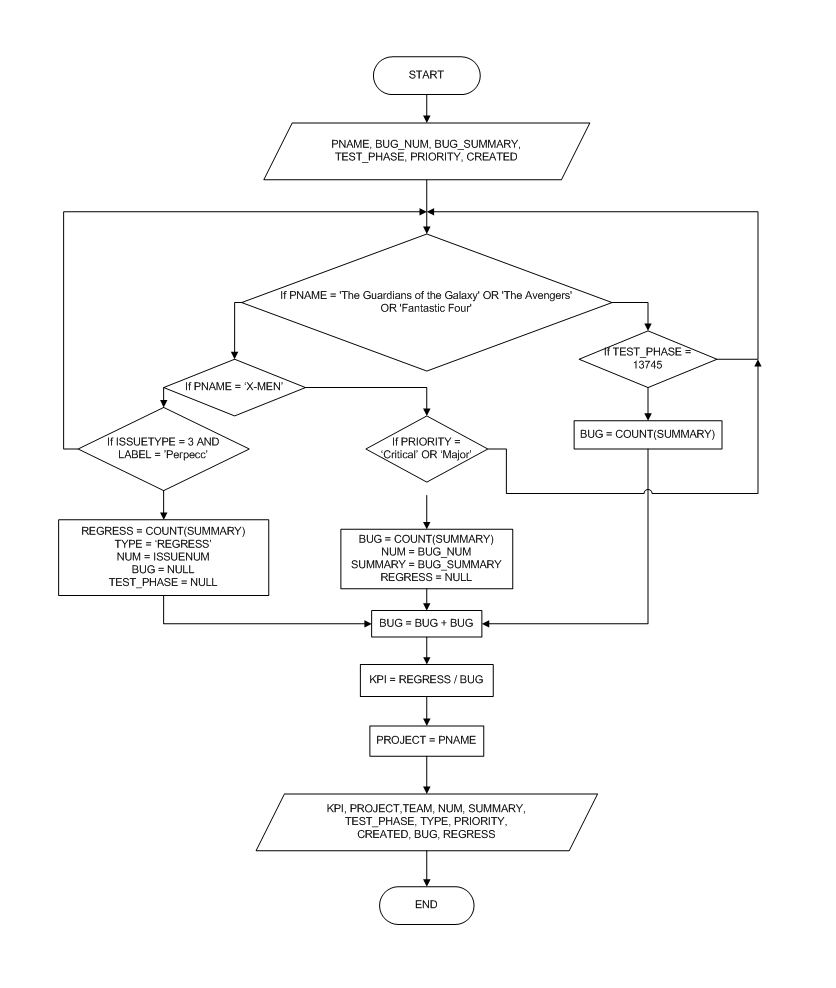 START
PNAME, BUG_NUM, BUG_SUMMARY,
TEST_PHASE, PRIORITY, CREATED
If PNAME = 'The Guardians of the Galaxy' OR 'The Avengers'
OR 'Fantastic Four'
If TEST_PHASE =
13745
If PNAME = ‘X-MEN’
BUG = COUNT(SUMMARY)
If ISSUETYPE = 3 AND
LABEL = 'Perpecc'
If PRIORITY =
‘Critical’ OR ‘Major’
REGRESS = COUNT(SUMMARY)
TYPE = ‘REGRESS’
NUM = ISSUENUM
BUG = NULL
TEST_PHASE = NULL
BUG = COUNT(SUMMARY)
NUM = BUG_NUM
SUMMARY = BUG_SUMMARY
REGRESS = NULL
BUG = BUG + BUG
KPI = REGRESS / BUG
PROJECT = PNAME
KPI, PROJECT,TEAM, NUM, SUMMARY,
TEST_PHASE, TYPE, PRIORITY,
CREATED, BUG, REGRESS
END